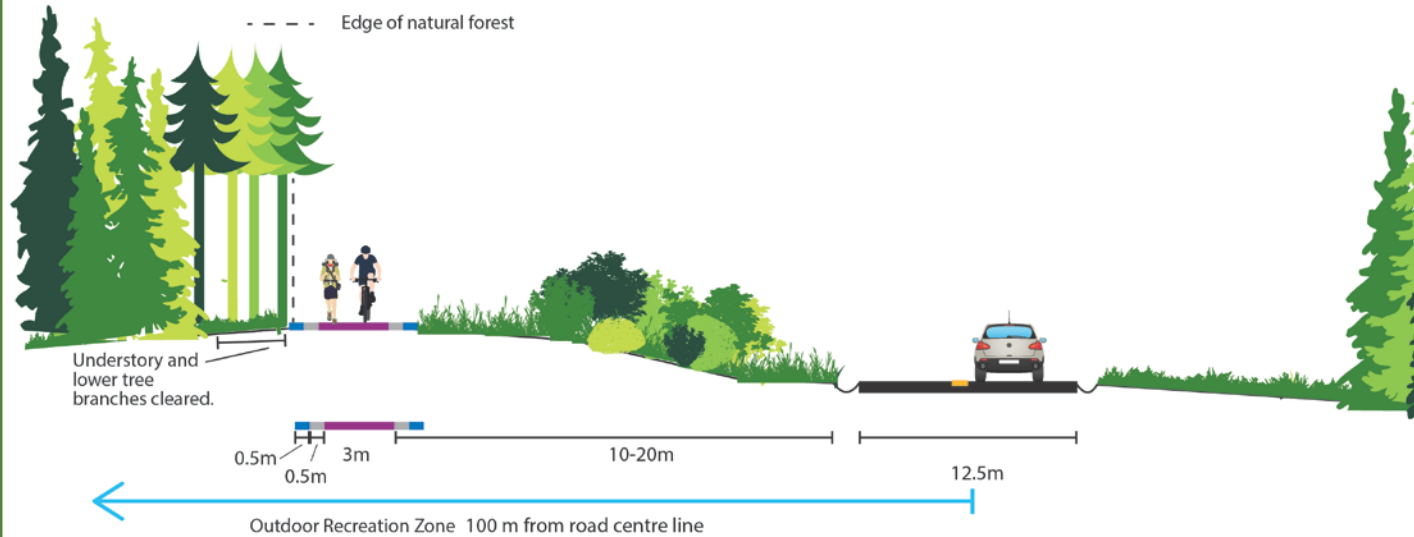 Edge of natural forest
Understory and
lower tree
branches cleared.
0.5m
0.5m
3m
10-20m
12.5m
Outdoor Recreation Zone 100 m from road centre line